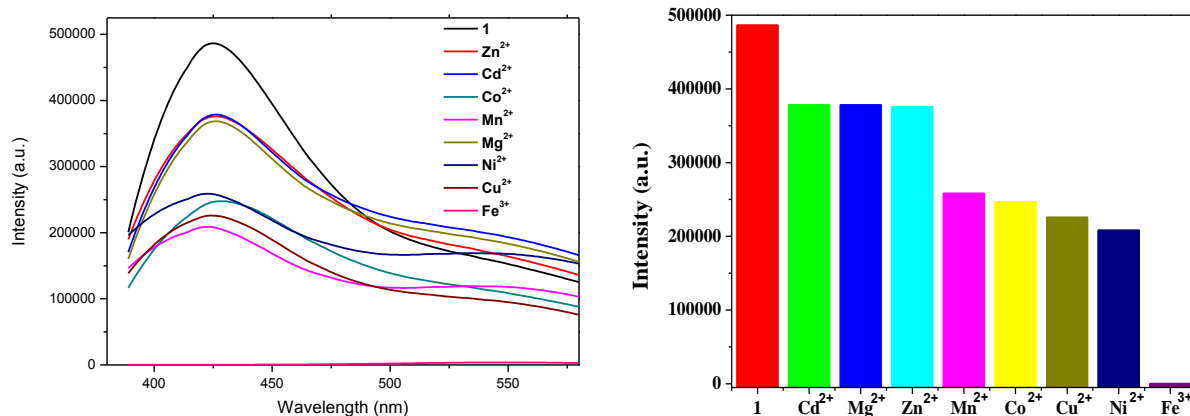 500000
400000
300000
200000
100000
0
Intensity (a.u.)
1
Zn²⁺
Cd²⁺
Co²⁺
Mn²⁺
Mg²⁺
Ni²⁺
Cu²⁺
Fe³⁺
400 450 500 550
Wavelength (nm)
500000
400000
300000
200000
100000
0
Intensity (a.u.)
1 Cd²⁺ Mg²⁺ Zn²⁺ Mn²⁺ Co²⁺ Cu²⁺ Ni²⁺ Fe³⁺